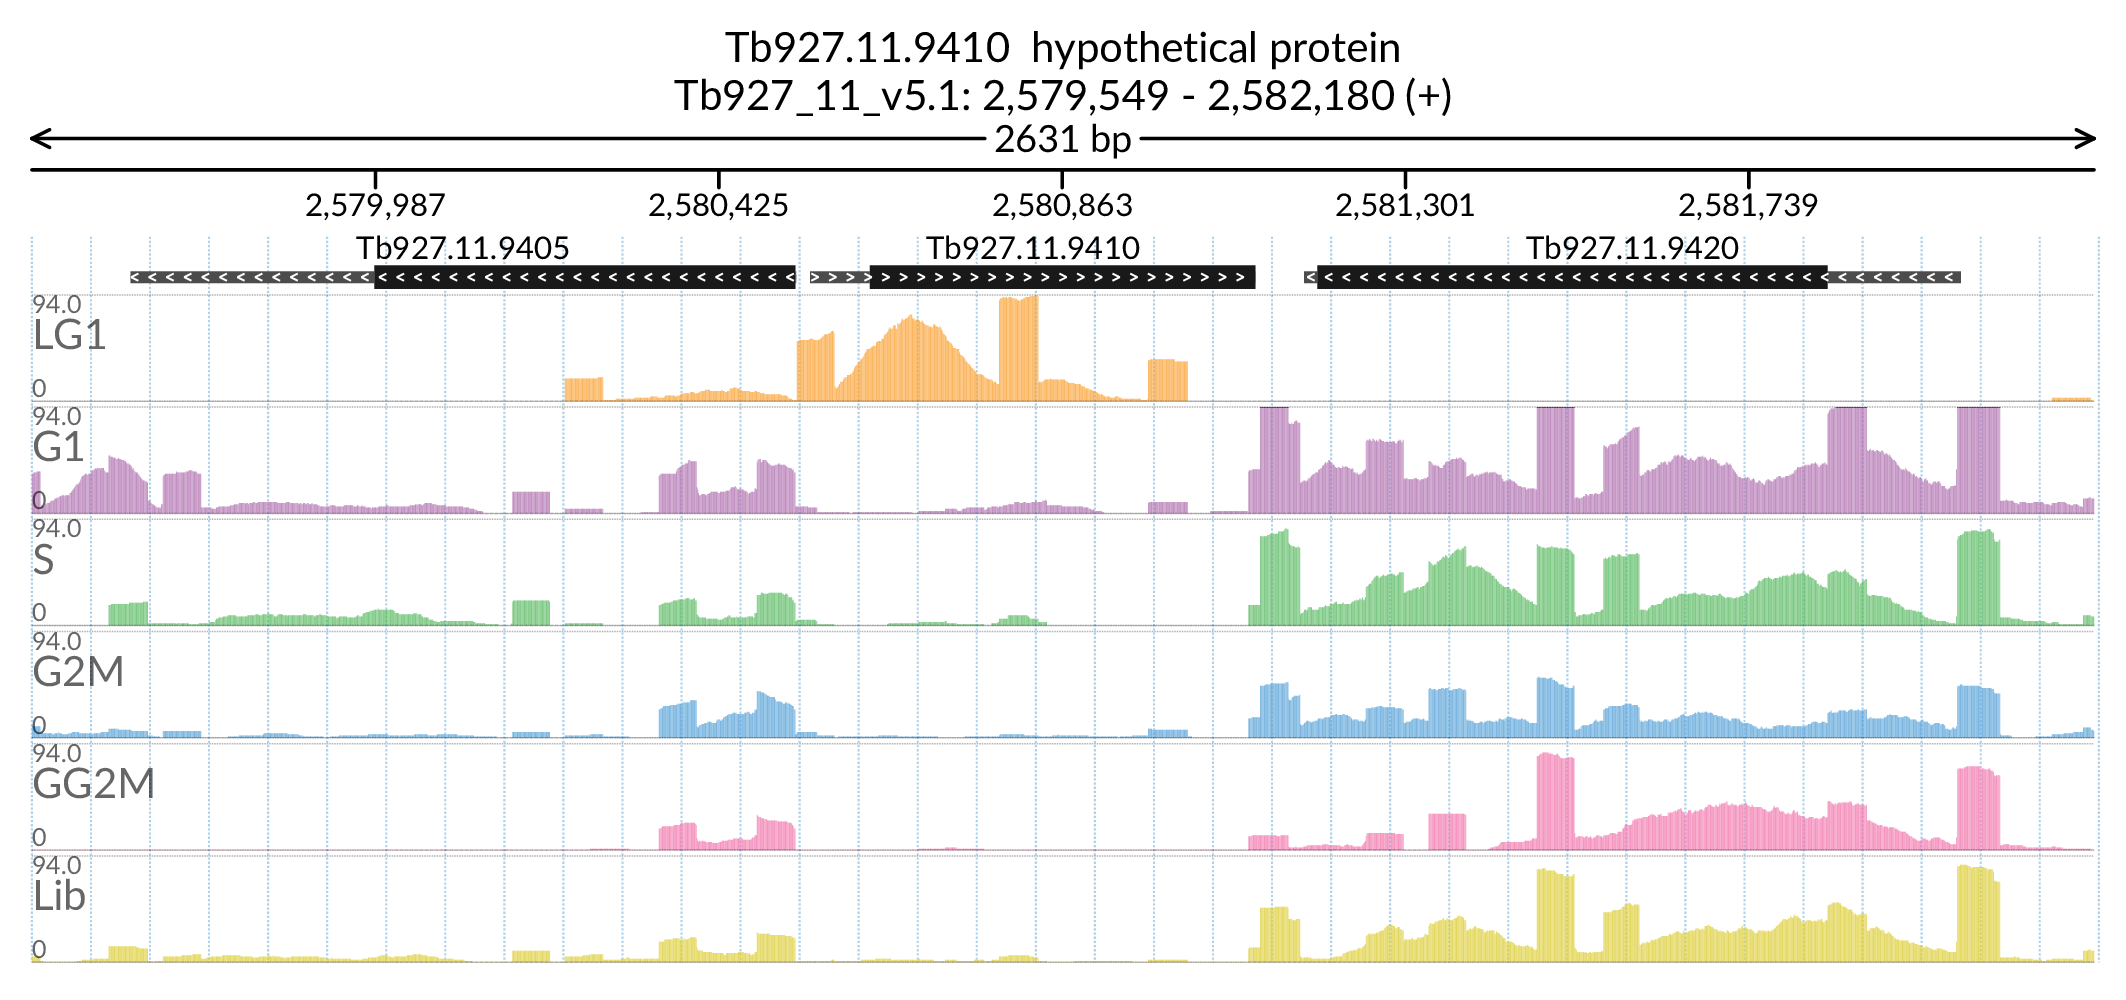 Tb927.11.9410 hypothetical protein
Tb927_11_v5.1: 2,579,549 - 2,582,180 (+)
2631 bp
2,579,987 2,580,425 2,580,863 2,581,301 2,581,739
Tb927.11.9405 Tb927.11.9410 Tb927.11.9420
94.0
LG1
0
94.0
G1
0
94.0
S
0
94.0
G2M
0
94.0
GG2M
0
94.0
Lib
0